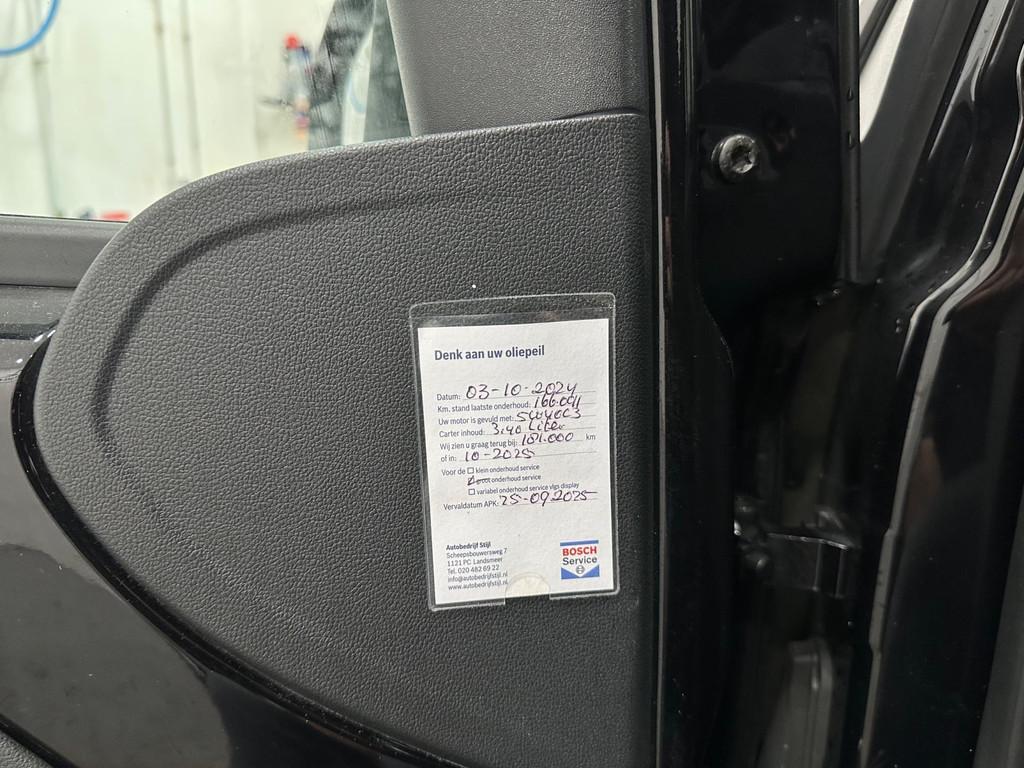 Denk aan uw oliepeil
Datum: 03-10-2024
Km. stand laatste onderhoud: 166.091
Uw motor is gevuld met: 5W40C3
Carter inhoud: 3,40 Liter
Wij zien u graag terug bij: 181.000 km
of in: 10-2025
Voor de klein onderhoud service
groot onderhoud service
variabel onderhoud service vlgs display
Vervaldatum APK: 25-09-2025
Autobedrijf Stijl
Scheepsbouwersweg 7
1121 PC Landsmeer
Tel. 020 482 69 22
info@autobedrijfstijl.nl
www.autobedrijfstijl.nl
BOSCH
Service